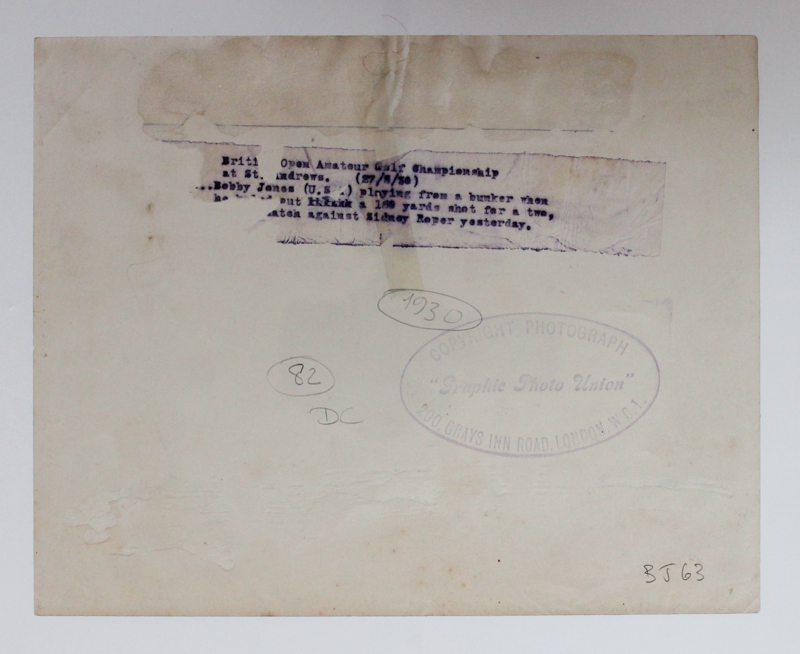 Briti Open Amateur Golf Championship
at St. ndrews. (27/5/30)
...Bobby Jones (U.S .) playing from a bunker when
he out a 160 yards shot for a two,
atch against Sidney Roper yesterday.
1930
COPYRIGHT PHOTOGRAPH
"Graphic Photo Union"
200, GRAYS INN ROAD, LONDON, W.C.1.
82
DC
BJ63